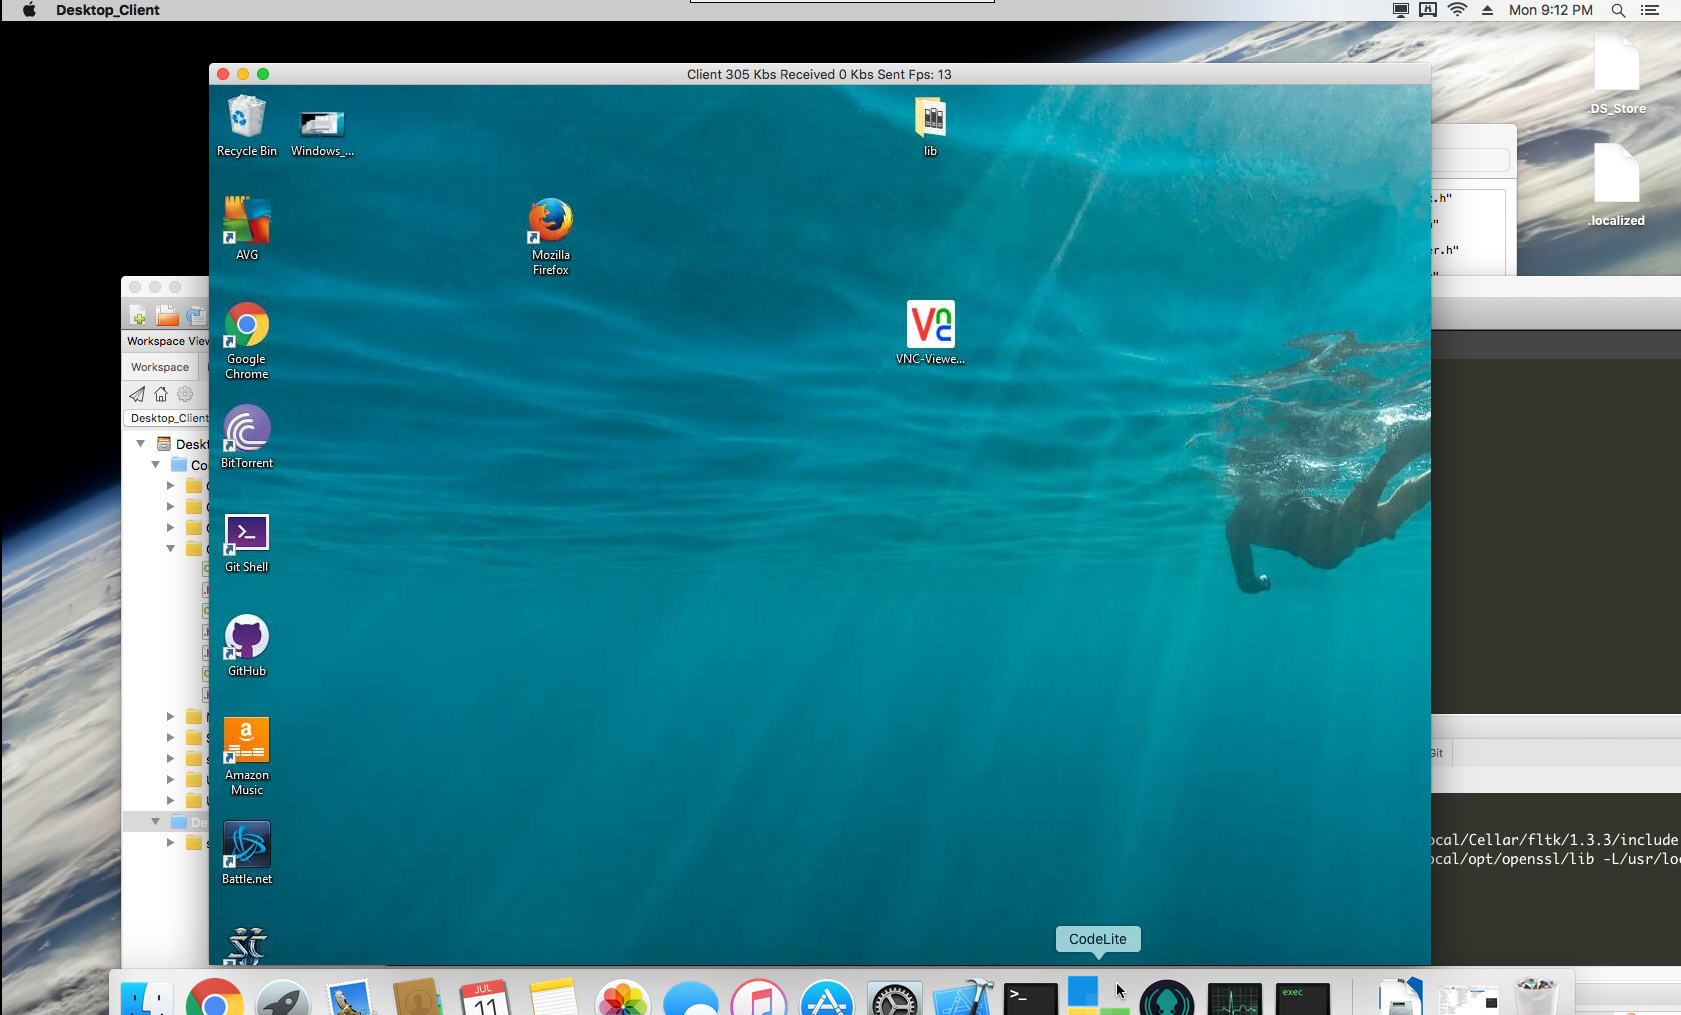 Desktop_Client
Mon 9:12 PM
Client 305 Kbs Received 0 Kbs Sent Fps: 13
.DS_Store
.localized
Recycle Bin
Windows_...
lib
AVG
Mozilla
Firefox
Google
Chrome
VNC-Viewe...
BitTorrent
Git Shell
GitHub
Amazon
Music
Battle.net
Workspace View
Workspace
Desktop_Client
Deskt
Co
De
.h"
er.h"
Git
ocal/Cellar/fltk/1.3.3/include
ocal/opt/openssl/lib -L/usr/loc
CodeLite
JUL
11
>_
exec